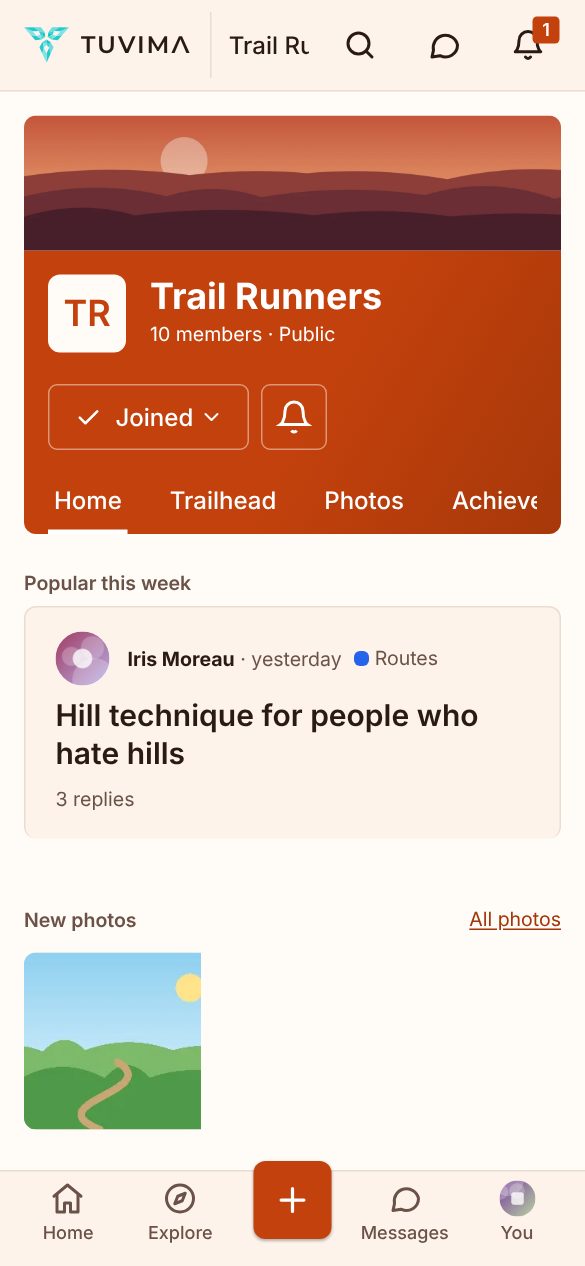 TUVIMA
Trail Ru
1
TR
Trail Runners
10 members · Public
Joined
Home
Trailhead
Photos
Achieve
Popular this week
Iris Moreau · yesterday
Routes
Hill technique for people who
hate hills
3 replies
New photos
All photos
Home
Explore
Messages
You